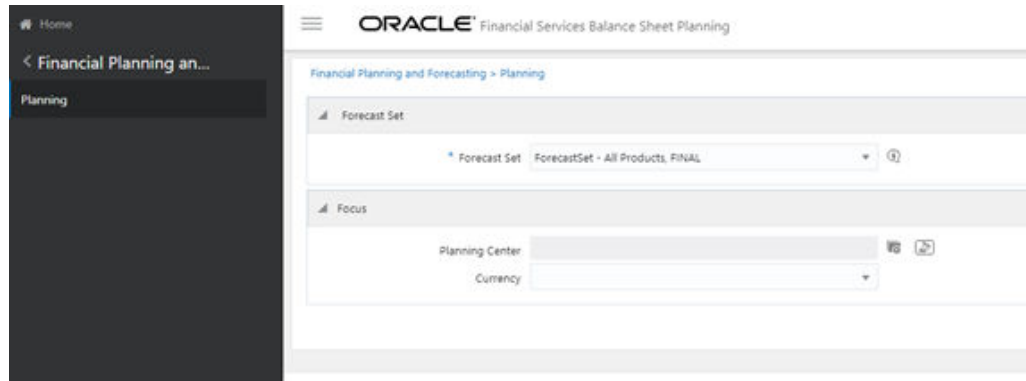 Home
ORACLE Financial Services Balance Sheet Planning
< Financial Planning an...
Financial Planning and Forecasting > Planning
Planning
Forecast Set
* Forecast Set ForecastSet - All Products, FINAL
Focus
Planning Center
Currency